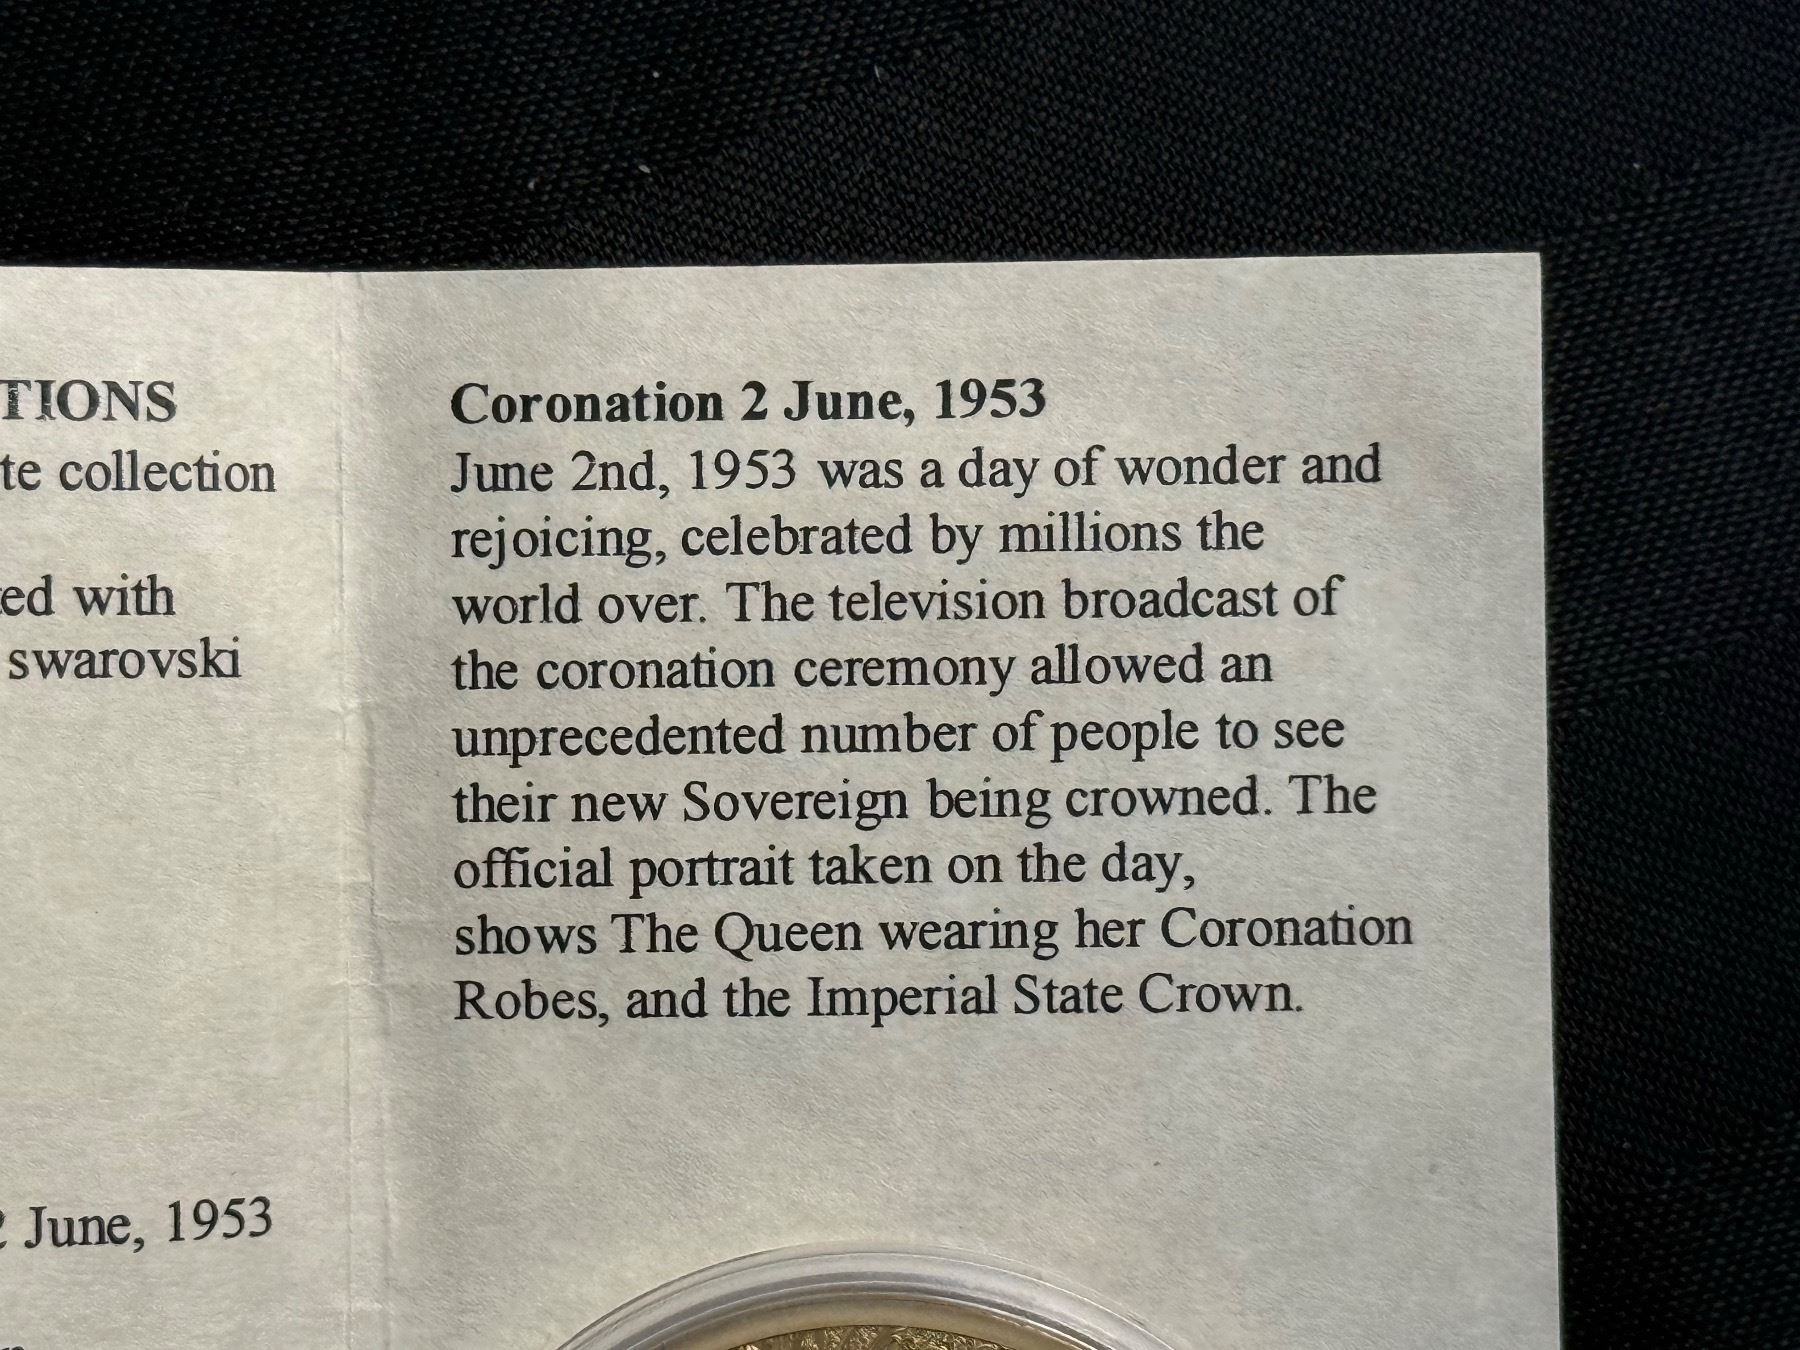 TIONS
te collection
ed with
swarovski
2 June, 1953
Coronation 2 June, 1953
June 2nd, 1953 was a day of wonder and
rejoicing, celebrated by millions the
world over. The television broadcast of
the coronation ceremony allowed an
unprecedented number of people to see
their new Sovereign being crowned. The
official portrait taken on the day,
shows The Queen wearing her Coronation
Robes, and the Imperial State Crown.